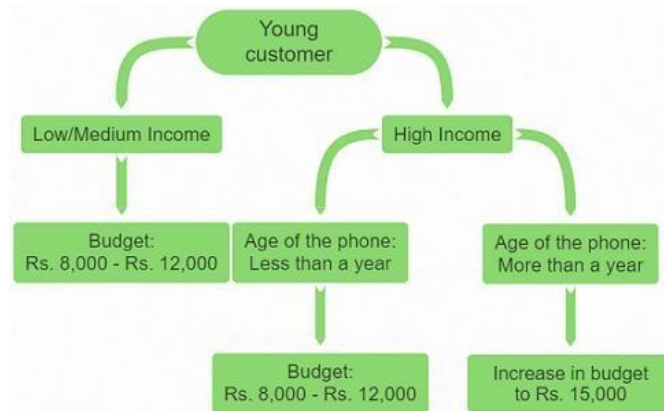 Young
customer
Low/Medium Income
High Income
Budget:
Rs. 8,000 - Rs. 12,000
Age of the phone:
Less than a year
Age of the phone:
More than a year
Budget:
Rs. 8,000 - Rs. 12,000
Increase in budget
to Rs. 15,000